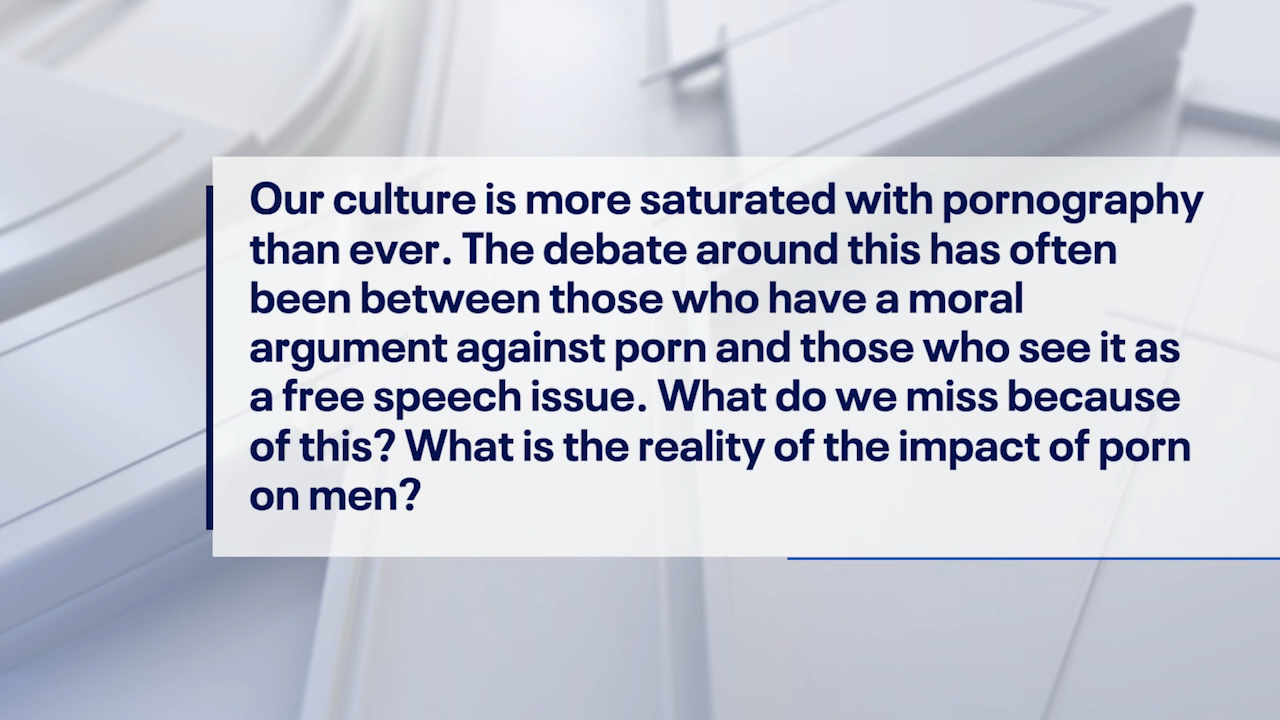 Our culture is more saturated with pornography
than ever. The debate around this has often
been between those who have a moral
argument against porn and those who see it as
a free speech issue. What do we miss because
of this? What is the reality of the impact of porn
on men?